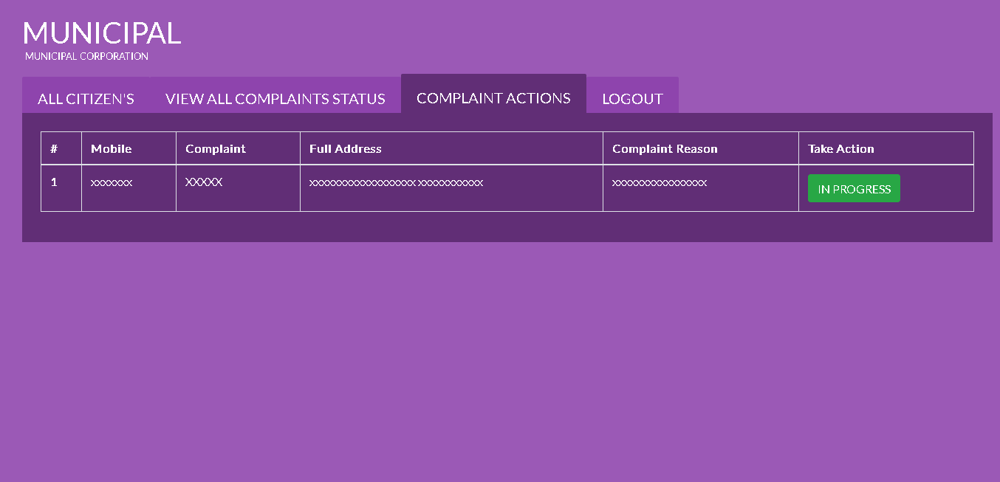 MUNICIPAL
MUNICIPAL CORPORATION
ALL CITIZEN'S VIEW ALL COMPLAINTS STATUS COMPLAINT ACTIONS LOGOUT
# Mobile Complaint Full Address Complaint Reason Take Action
1 xxxxxxx XXXXX xxxxxxxxxxxxxxxxx xxxxxxxxxxx xxxxxxxxxxxxxxx IN PROGRESS